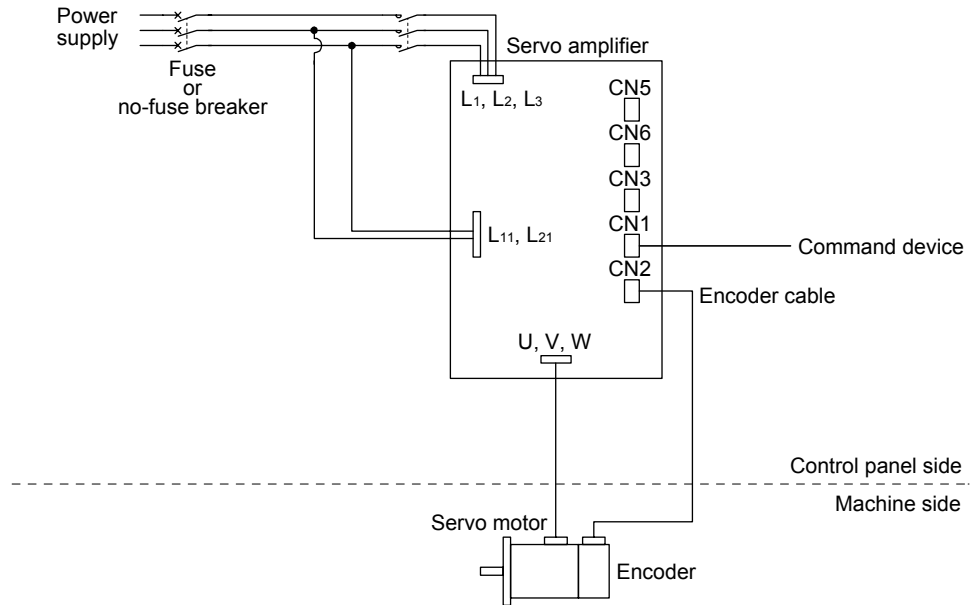 Power
supply
Fuse
or
no-fuse breaker
Servo amplifier
L1, L2, L3
CN5
CN6
CN3
CN1
L11, L21
Command device
CN2
Encoder cable
U, V, W
Control panel side
Machine side
Servo motor
Encoder